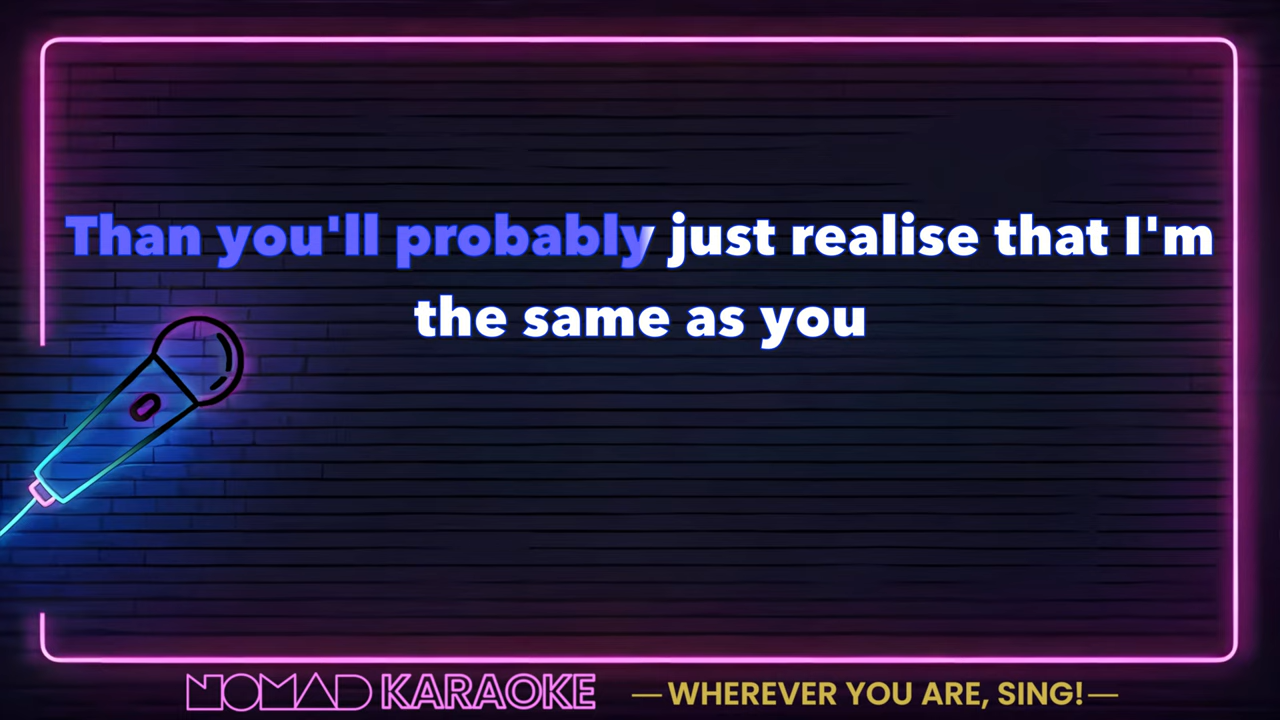 Than you'll probably just realise that I'm
the same as you
NOMAD KARAOKE —WHEREVER YOU ARE, SING!—